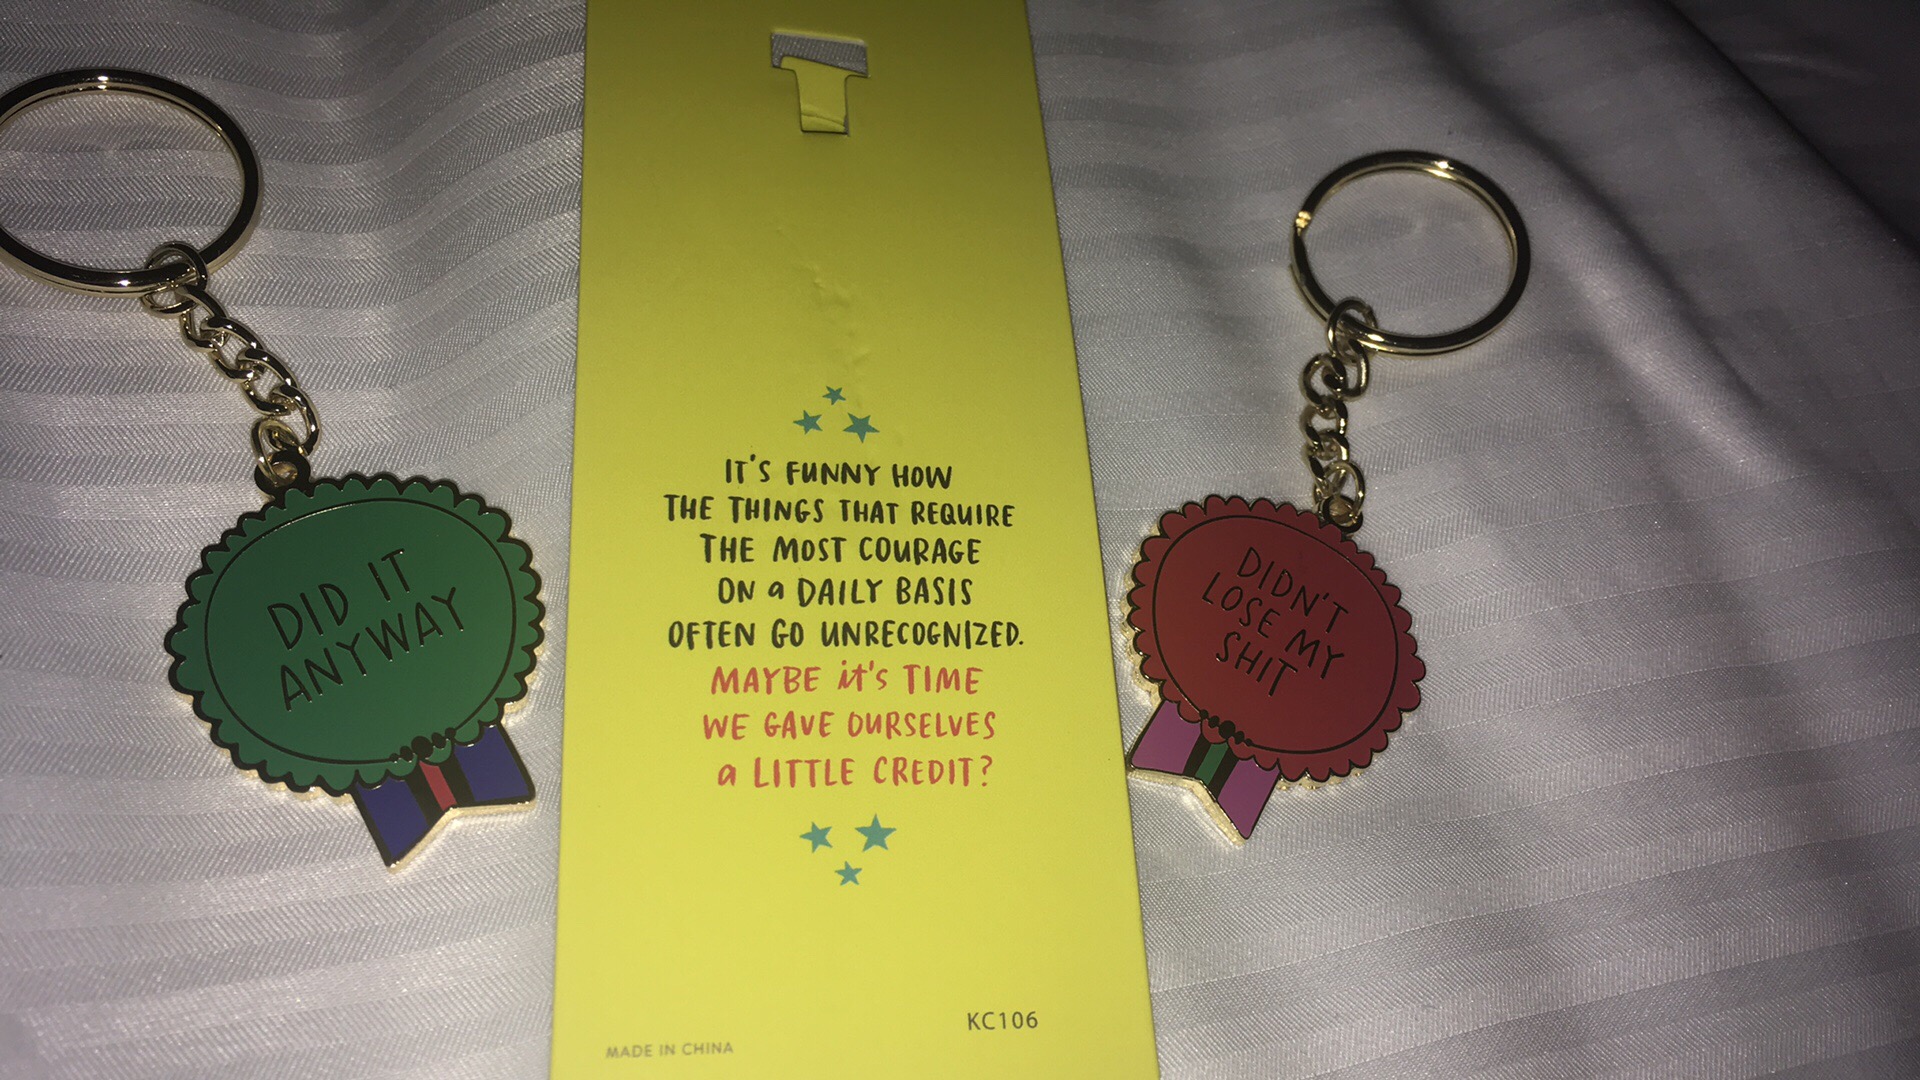 DID IT
ANYWAY
IT'S FUNNY HOW
THE THINGS THAT REQUIRE
THE MOST COURAGE
ON a DAILY BASIS
OFTEN GO UNRECOGNIZED.
MAYBE it's TIME
WE GAVE OURSELVES
a LITTLE CREDIT?
KC106
MADE IN CHINA
DIDN'T
LOSE MY
SHIT